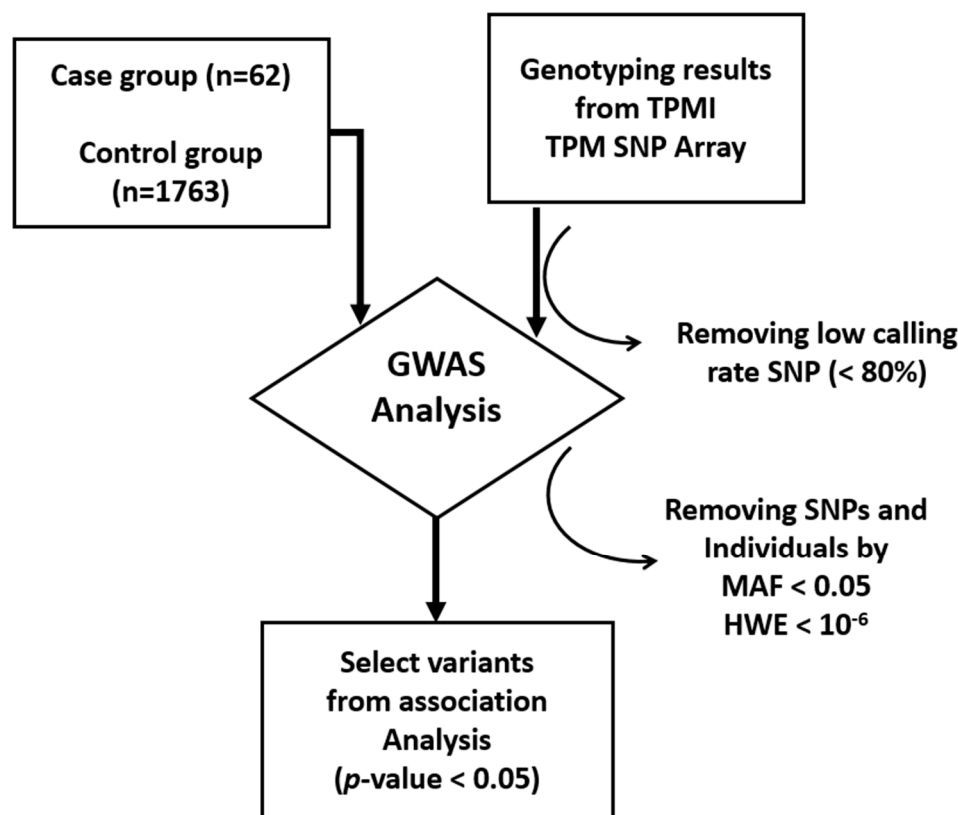 Case group (n=62)
Control group
(n=1763)
Genotyping results
from TPMI
TPM SNP Array
Removing low calling
rate SNP (< 80%)
GWAS
Analysis
Removing SNPs and
Individuals by
MAF < 0.05
HWE < 10⁻⁶
Select variants
from association
Analysis
(p-value < 0.05)